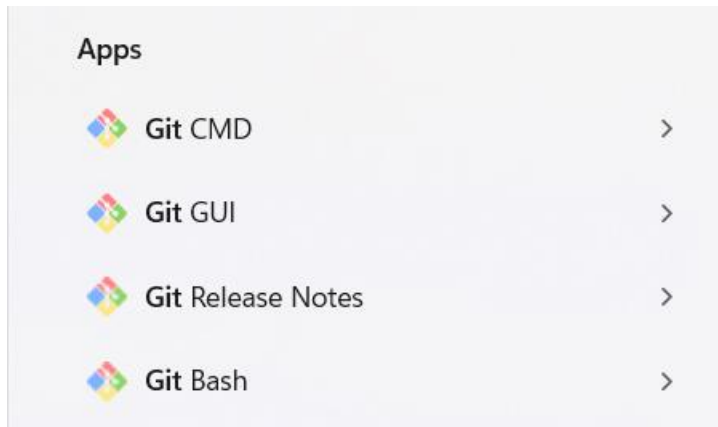 Apps
Git CMD
Git GUI
Git Release Notes
Git Bash